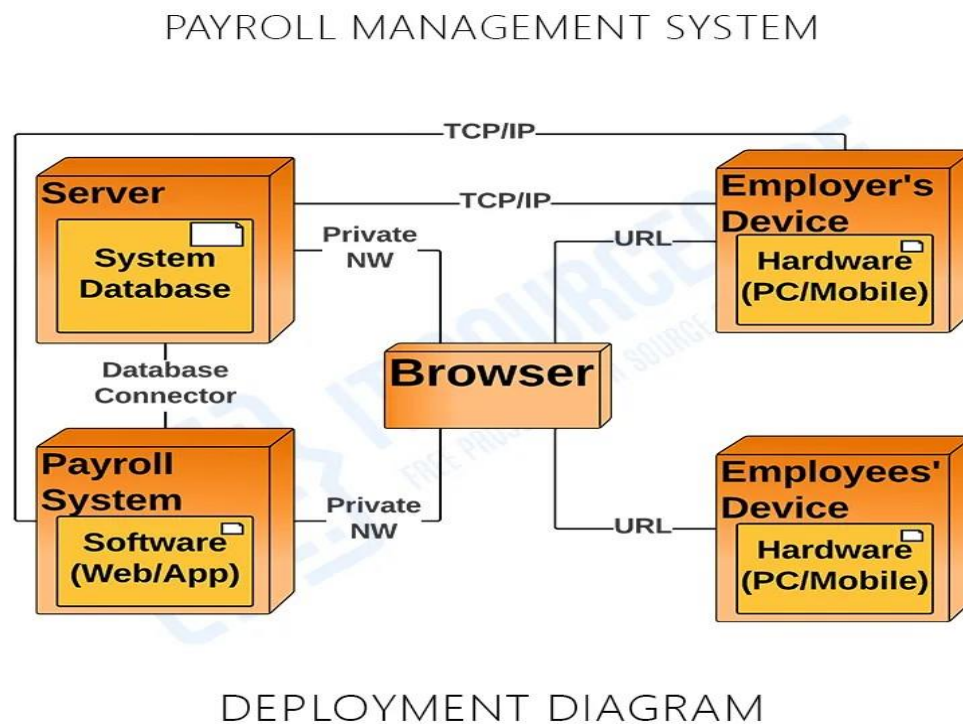 PAYROLL MANAGEMENT SYSTEM
TCP/IP
Server
System
Database
TCP/IP
Employer's
Device
Hardware
(PC/Mobile)
Private
NW
URL
Database
Connector
Browser
Payroll
System
Software
(Web/App)
Private
NW
URL
Employees'
Device
Hardware
(PC/Mobile)
DEPLOYMENT DIAGRAM